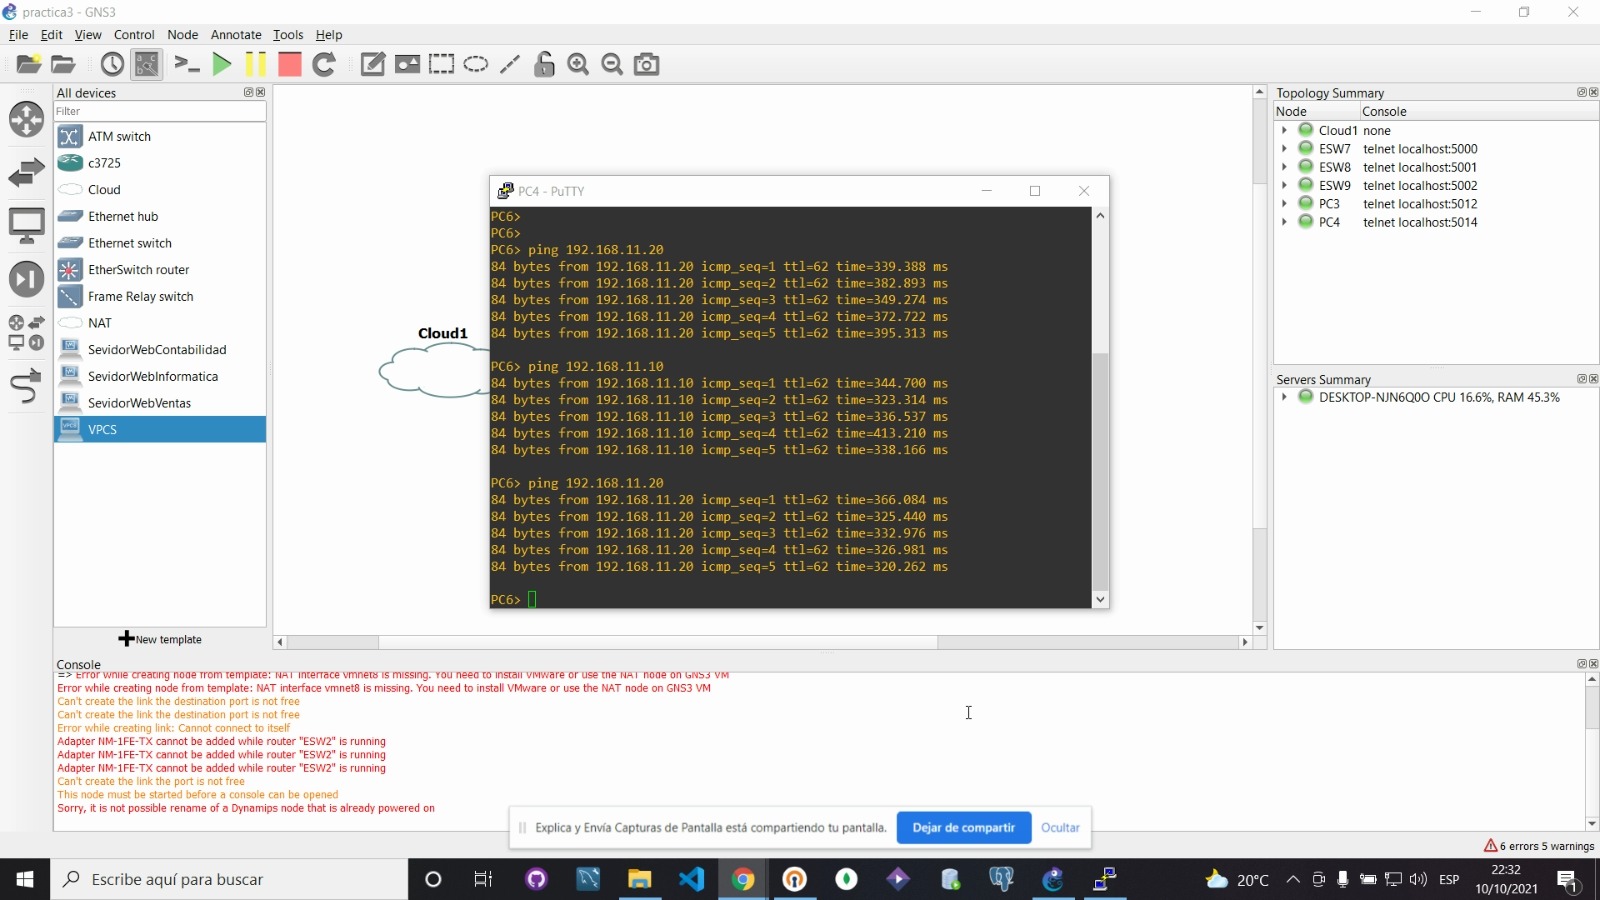 practica3 - GNS3
File Edit View Control Node Annotate Tools Help
All devices
Filter
ATM switch
c3725
Cloud
Ethernet hub
Ethernet switch
EtherSwitch router
Frame Relay switch
NAT
SevidorWebContabilidad
SevidorWebInformatica
SevidorWebVentas
VPCS
New template
Cloud1
PC4 - PuTTY
PC6>
PC6>
PC6> ping 192.168.11.20
84 bytes from 192.168.11.20 icmp_seq=1 ttl=62 time=339.388 ms
84 bytes from 192.168.11.20 icmp_seq=2 ttl=62 time=382.893 ms
84 bytes from 192.168.11.20 icmp_seq=3 ttl=62 time=349.274 ms
84 bytes from 192.168.11.20 icmp_seq=4 ttl=62 time=372.722 ms
84 bytes from 192.168.11.20 icmp_seq=5 ttl=62 time=395.313 ms
PC6> ping 192.168.11.10
84 bytes from 192.168.11.10 icmp_seq=1 ttl=62 time=344.700 ms
84 bytes from 192.168.11.10 icmp_seq=2 ttl=62 time=323.314 ms
84 bytes from 192.168.11.10 icmp_seq=3 ttl=62 time=336.537 ms
84 bytes from 192.168.11.10 icmp_seq=4 ttl=62 time=413.210 ms
84 bytes from 192.168.11.10 icmp_seq=5 ttl=62 time=338.166 ms
PC6> ping 192.168.11.20
84 bytes from 192.168.11.20 icmp_seq=1 ttl=62 time=366.084 ms
84 bytes from 192.168.11.20 icmp_seq=2 ttl=62 time=325.440 ms
84 bytes from 192.168.11.20 icmp_seq=3 ttl=62 time=332.976 ms
84 bytes from 192.168.11.20 icmp_seq=4 ttl=62 time=326.981 ms
84 bytes from 192.168.11.20 icmp_seq=5 ttl=62 time=320.262 ms
PC6>
Topology Summary
Node Console
Cloud1 none
ESW7 telnet localhost:5000
ESW8 telnet localhost:5001
ESW9 telnet localhost:5002
PC3 telnet localhost:5012
PC4 telnet localhost:5014
Servers Summary
DESKTOP-NJN6Q0O CPU 16.6%, RAM 45.3%
Console
=> Error while creating node from template: NAT interface vmnet8 is missing. You need to install VMware or use the NAT node on GNS3 VM
Error while creating node from template: NAT interface vmnet8 is missing. You need to install VMware or use the NAT node on GNS3 VM
Can't create the link the destination port is not free
Can't create the link the destination port is not free
Error while creating link: Cannot connect to itself
Adapter NM-1FE-TX cannot be added while router "ESW2" is running
Adapter NM-1FE-TX cannot be added while router "ESW2" is running
Adapter NM-1FE-TX cannot be added while router "ESW2" is running
Can't create the link the port is not free
This node must be started before a console can be opened
Sorry, it is not possible rename of a Dynamips node that is already powered on
Explica y Envía Capturas de Pantalla está compartiendo tu pantalla. Dejar de compartir Ocultar
6 errors 5 warnings
Escribe aquí para buscar
20°C
ESP
22:32
10/10/2021
1